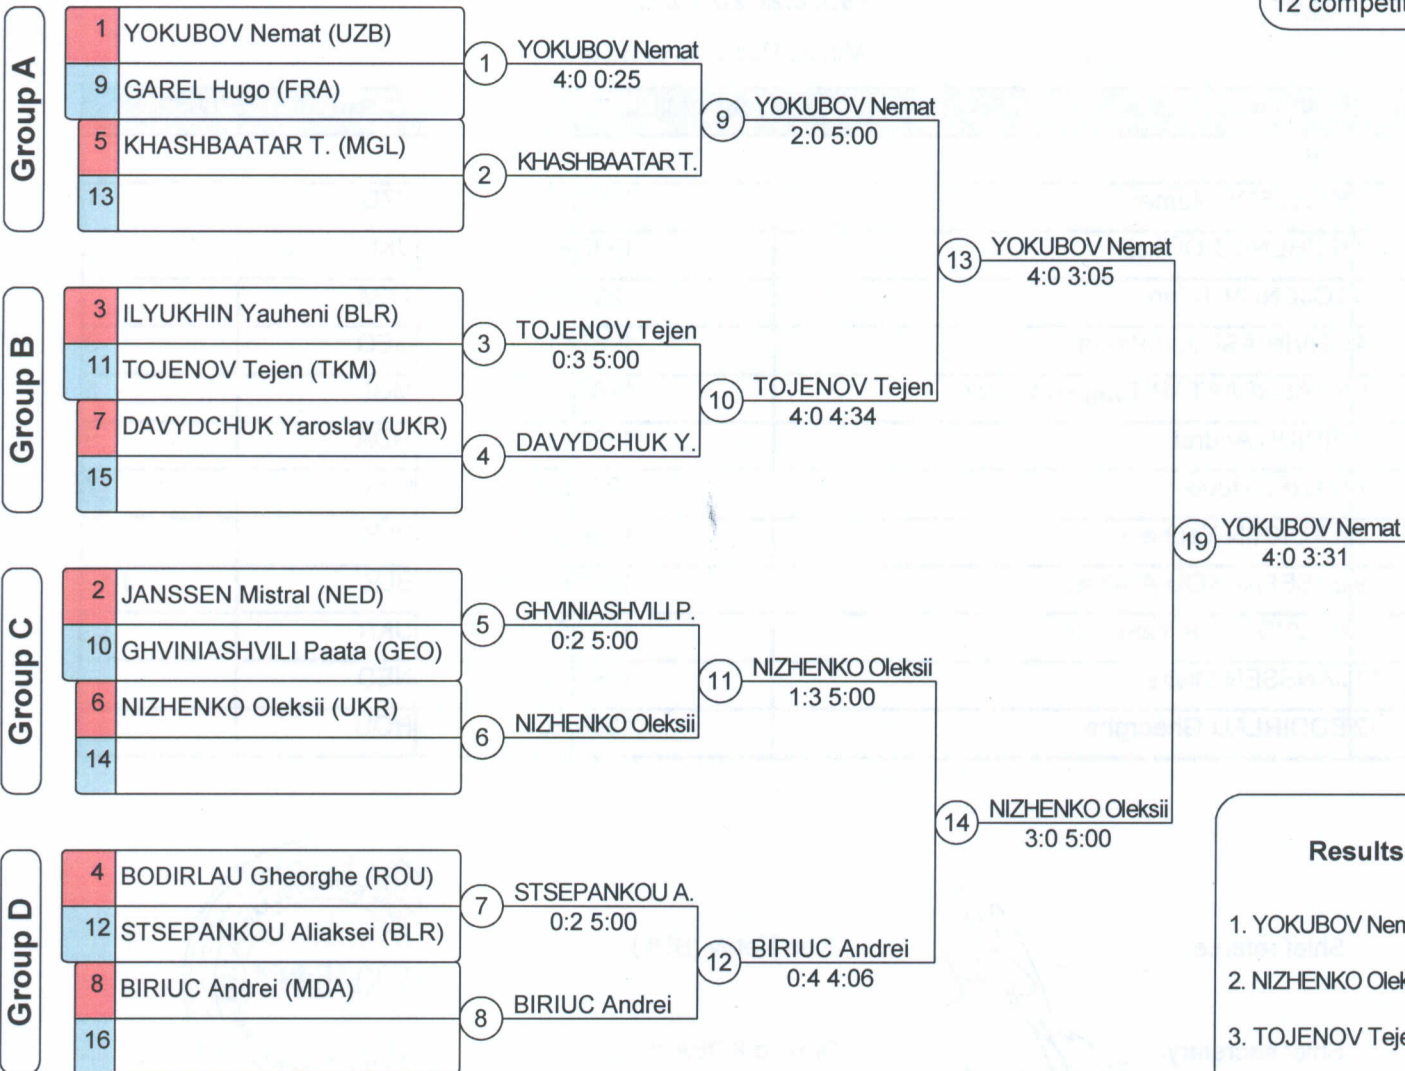 12 competit
Group A
1 YOKUBOV Nemat (UZB)
9 GAREL Hugo (FRA)
5 KHASHBAATAR T. (MGL)
13
1 YOKUBOV Nemat
4:0 0:25
2 KHASHBAATAR T.
9 YOKUBOV Nemat
2:0 5:00
Group B
3 ILYUKHIN Yauheni (BLR)
11 TOJENOV Tejen (TKM)
7 DAVYDCHUK Yaroslav (UKR)
15
3 TOJENOV Tejen
0:3 5:00
4 DAVYDCHUK Y.
10 TOJENOV Tejen
4:0 4:34
13 YOKUBOV Nemat
4:0 3:05
Group C
2 JANSSEN Mistral (NED)
10 GHVINIASHVILI Paata (GEO)
6 NIZHENKO Oleksii (UKR)
14
5 GHVINIASHVILI P.
0:2 5:00
6 NIZHENKO Oleksii
11 NIZHENKO Oleksii
1:3 5:00
Group D
4 BODIRLAU Gheorghe (ROU)
12 STSEPANKOU Aliaksei (BLR)
8 BIRIUC Andrei (MDA)
16
7 STSEPANKOU A.
0:2 5:00
8 BIRIUC Andrei
12 BIRIUC Andrei
0:4 4:06
14 NIZHENKO Oleksii
3:0 5:00
19 YOKUBOV Nemat
4:0 3:31
Results
1. YOKUBOV Nem
2. NIZHENKO Olek
3. TOJENOV Teje